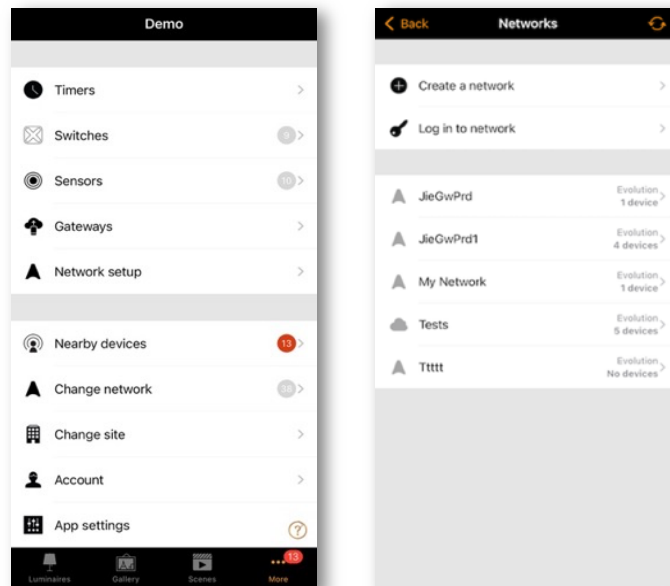 Demo
Timers
Switches 9
Sensors 10
Gateways
Network setup
Nearby devices 13
Change network
Change site
Account
App settings ?
13
Luminaires Gallery Scenes More
Back Networks
Create a network
Log in to network
JieGwPrd Evolution
1 device
JieGwPrd1 Evolution
4 devices
My Network Evolution
1 device
Tests Evolution
5 devices
Ttttt Evolution
No devices